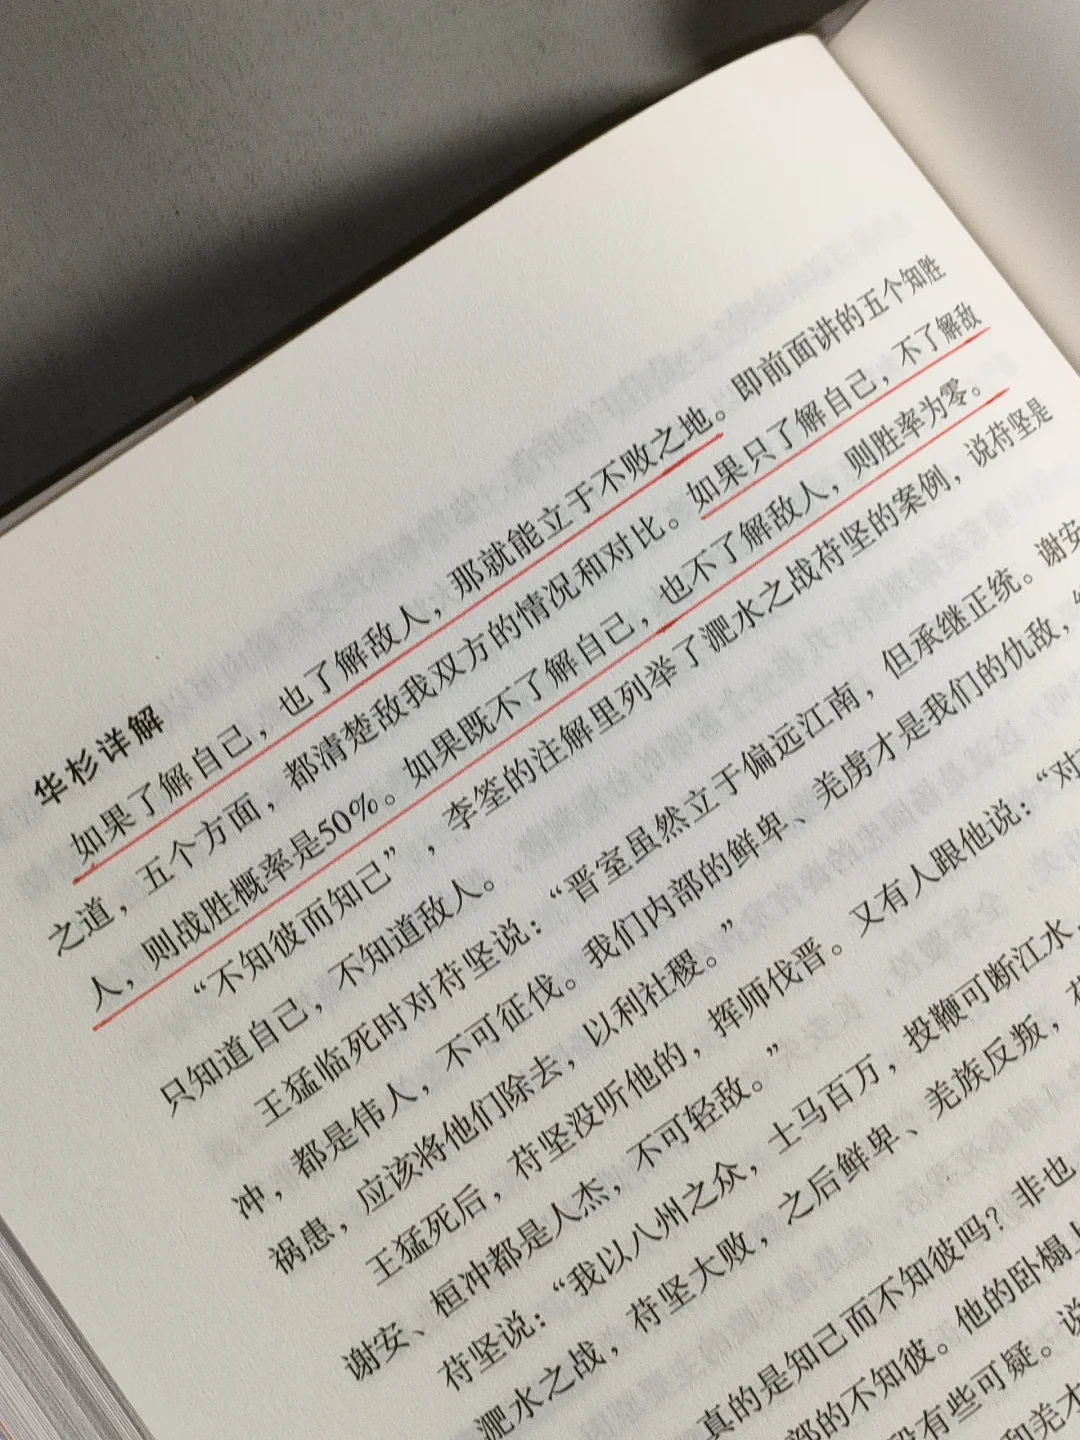 华杉详解
如果了解自己，也了解敌人，那就能立于不败之地。即前面讲的五个知胜
之道，五个方面，都清楚敌我双方的情况和对比。如果只了解自己，不了解敌
人，则战胜概率是50%。如果既不了解自己，也不了解敌人，则胜率为零。
“不知彼而知己”，李筌的注解里列举了淝水之战苻坚的案例，说苻坚是
只知道自己，不知道敌人。
王猛临死时对苻坚说：“晋室虽然立于偏远江南，但承继正统。谢安
冲，都是伟人，不可征伐。我们内部的鲜卑、羌虏才是我们的仇敌，
祸患，应该将他们除去，以利社稷。”
王猛死后，苻坚没听他的，挥师伐晋。又有人跟他说：“对
谢安、桓冲都是人杰，不可轻敌。”
苻坚说：“我以八州之众，士马百万，投鞭可断江水，
淝水之战，苻坚大败，之后鲜卑、羌族反叛，
真的是知己而不知彼吗？非也
部的不知彼。他的卧榻上
没有些可疑。说
和羌